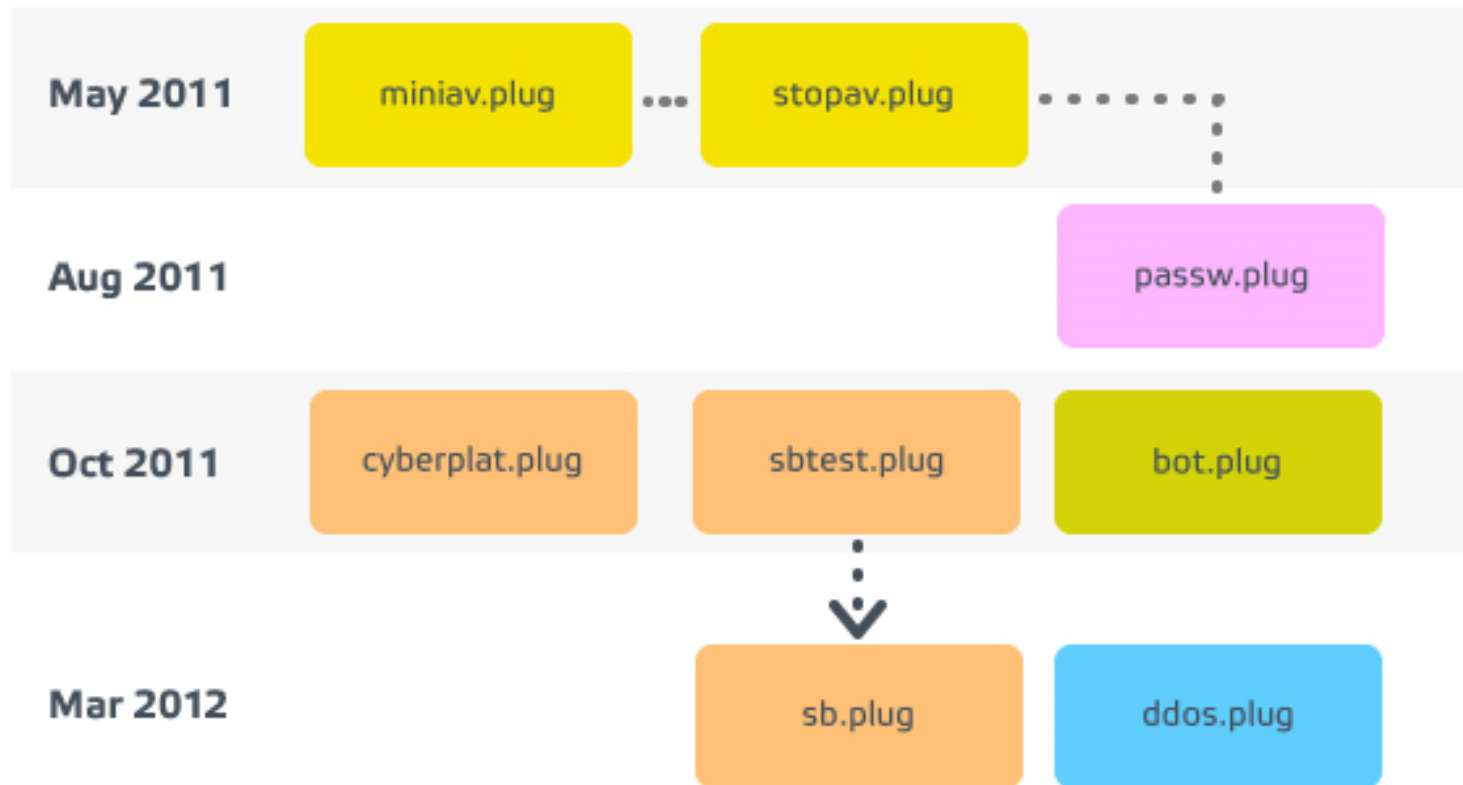 May 2011
miniav.plug
stopav.plug
Aug 2011
passw.plug
Oct 2011
cyberplat.plug
sbtest.plug
bot.plug
Mar 2012
sb.plug
ddos.plug